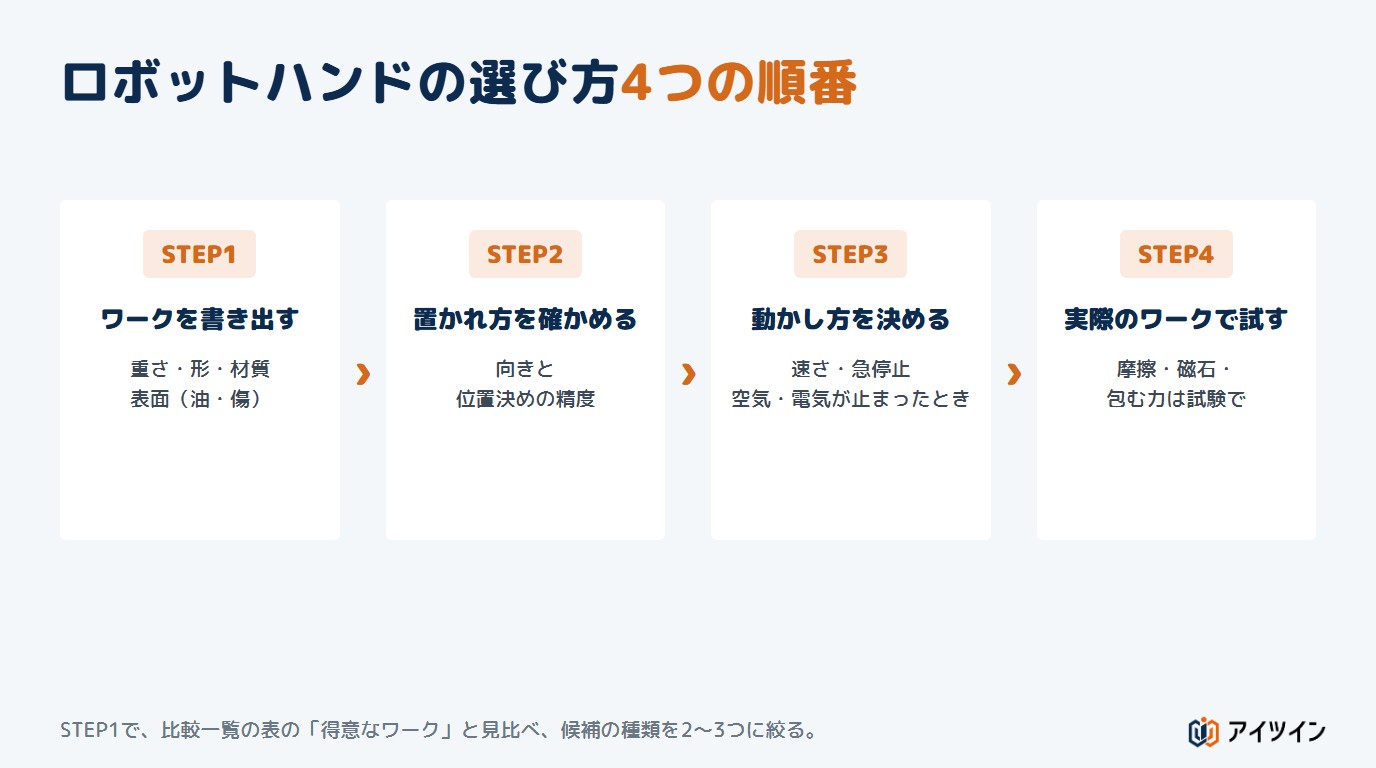 ロボットハンドの選び方4つの順番
STEP1
ワークを書き出す
重さ・形・材質
表面（油・傷）
›
STEP2
置かれ方を確かめる
向きと
位置決めの精度
›
STEP3
動かし方を決める
速さ・急停止
空気・電気が止まったとき
›
STEP4
実際のワークで試す
摩擦・磁石・
包む力は試験で
STEP1で、比較一覧の表の「得意なワーク」と見比べ、候補の種類を2〜3つに絞る。
アイツイン